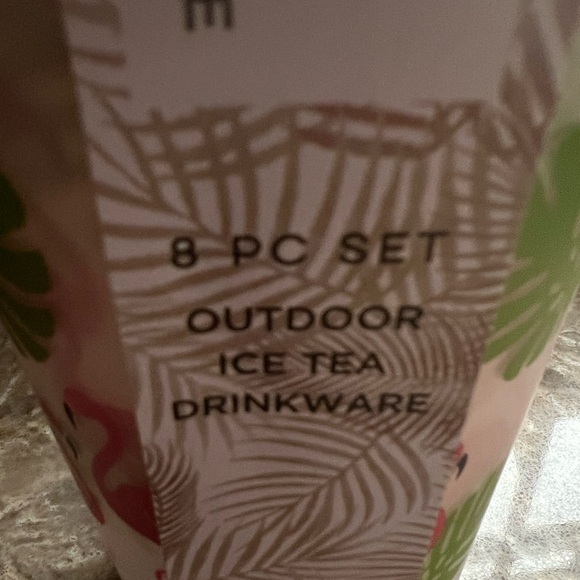 E
8 PC SET
OUTDOOR
ICE TEA
DRINKWARE